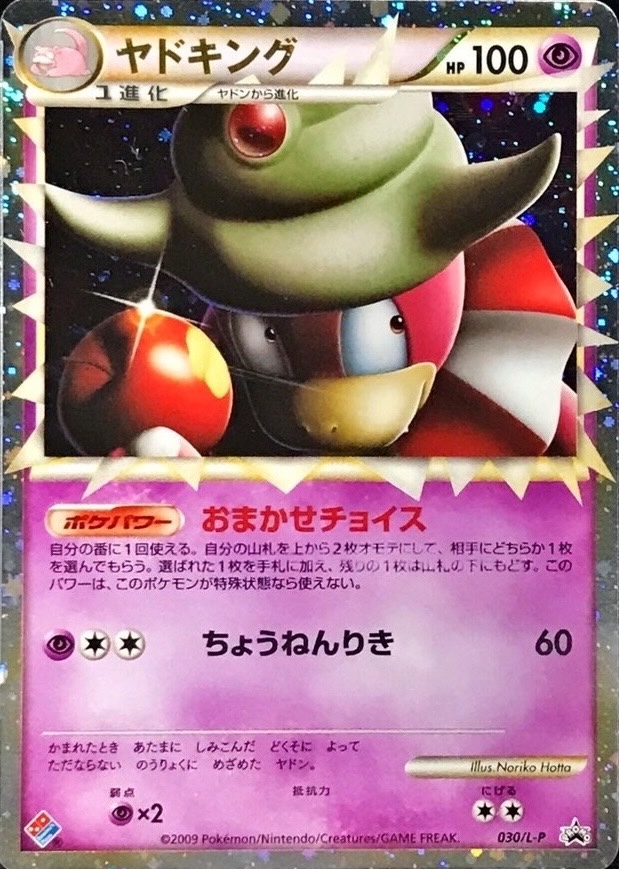 ヤドキング
HP 100
1進化
ヤドンから進化
ポケパワー おまかせチョイス
自分の番に1回使える。自分の山札を上から2枚オモテにして、相手にどちらか1枚
を選んでもらう。選ばれた1枚を手札に加え、残りの1枚は山札の下にもどす。この
パワーは、このポケモンが特殊状態なら使えない。
ちょうねんりき 60
かまれたとき あたまに しみこんだ どくそに よって
ただならない のうりょくに めざめた ヤドン。
Illus. Noriko Hotta
弱点 抵抗力 にげる
×2
©2009 Pokémon/Nintendo/Creatures/GAME FREAK.
030/L-P